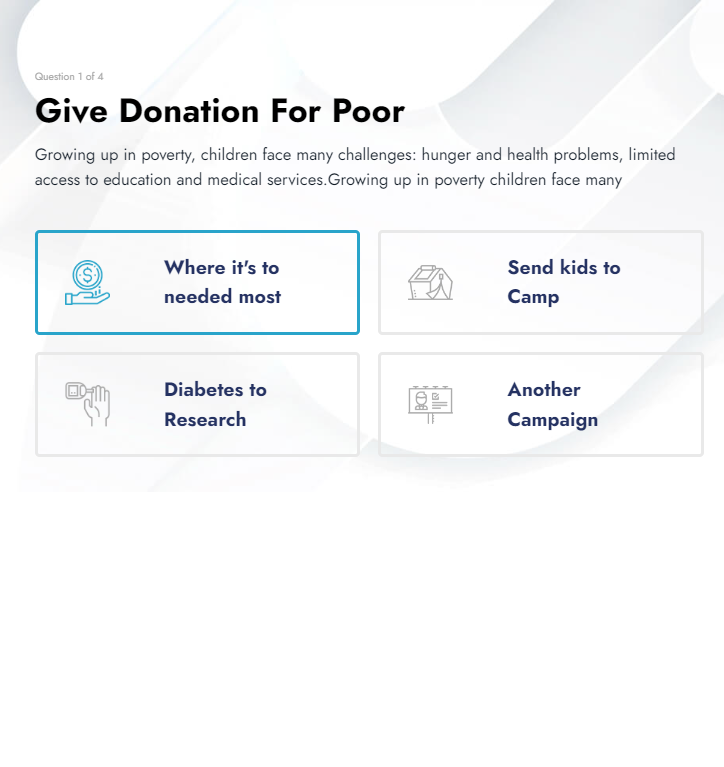 Question 1 of 4
Give Donation For Poor
Growing up in poverty, children face many challenges: hunger and health problems, limited
access to education and medical services.Growing up in poverty children face many
Where it's to
needed most
Send kids to
Camp
Diabetes to
Research
Another
Campaign